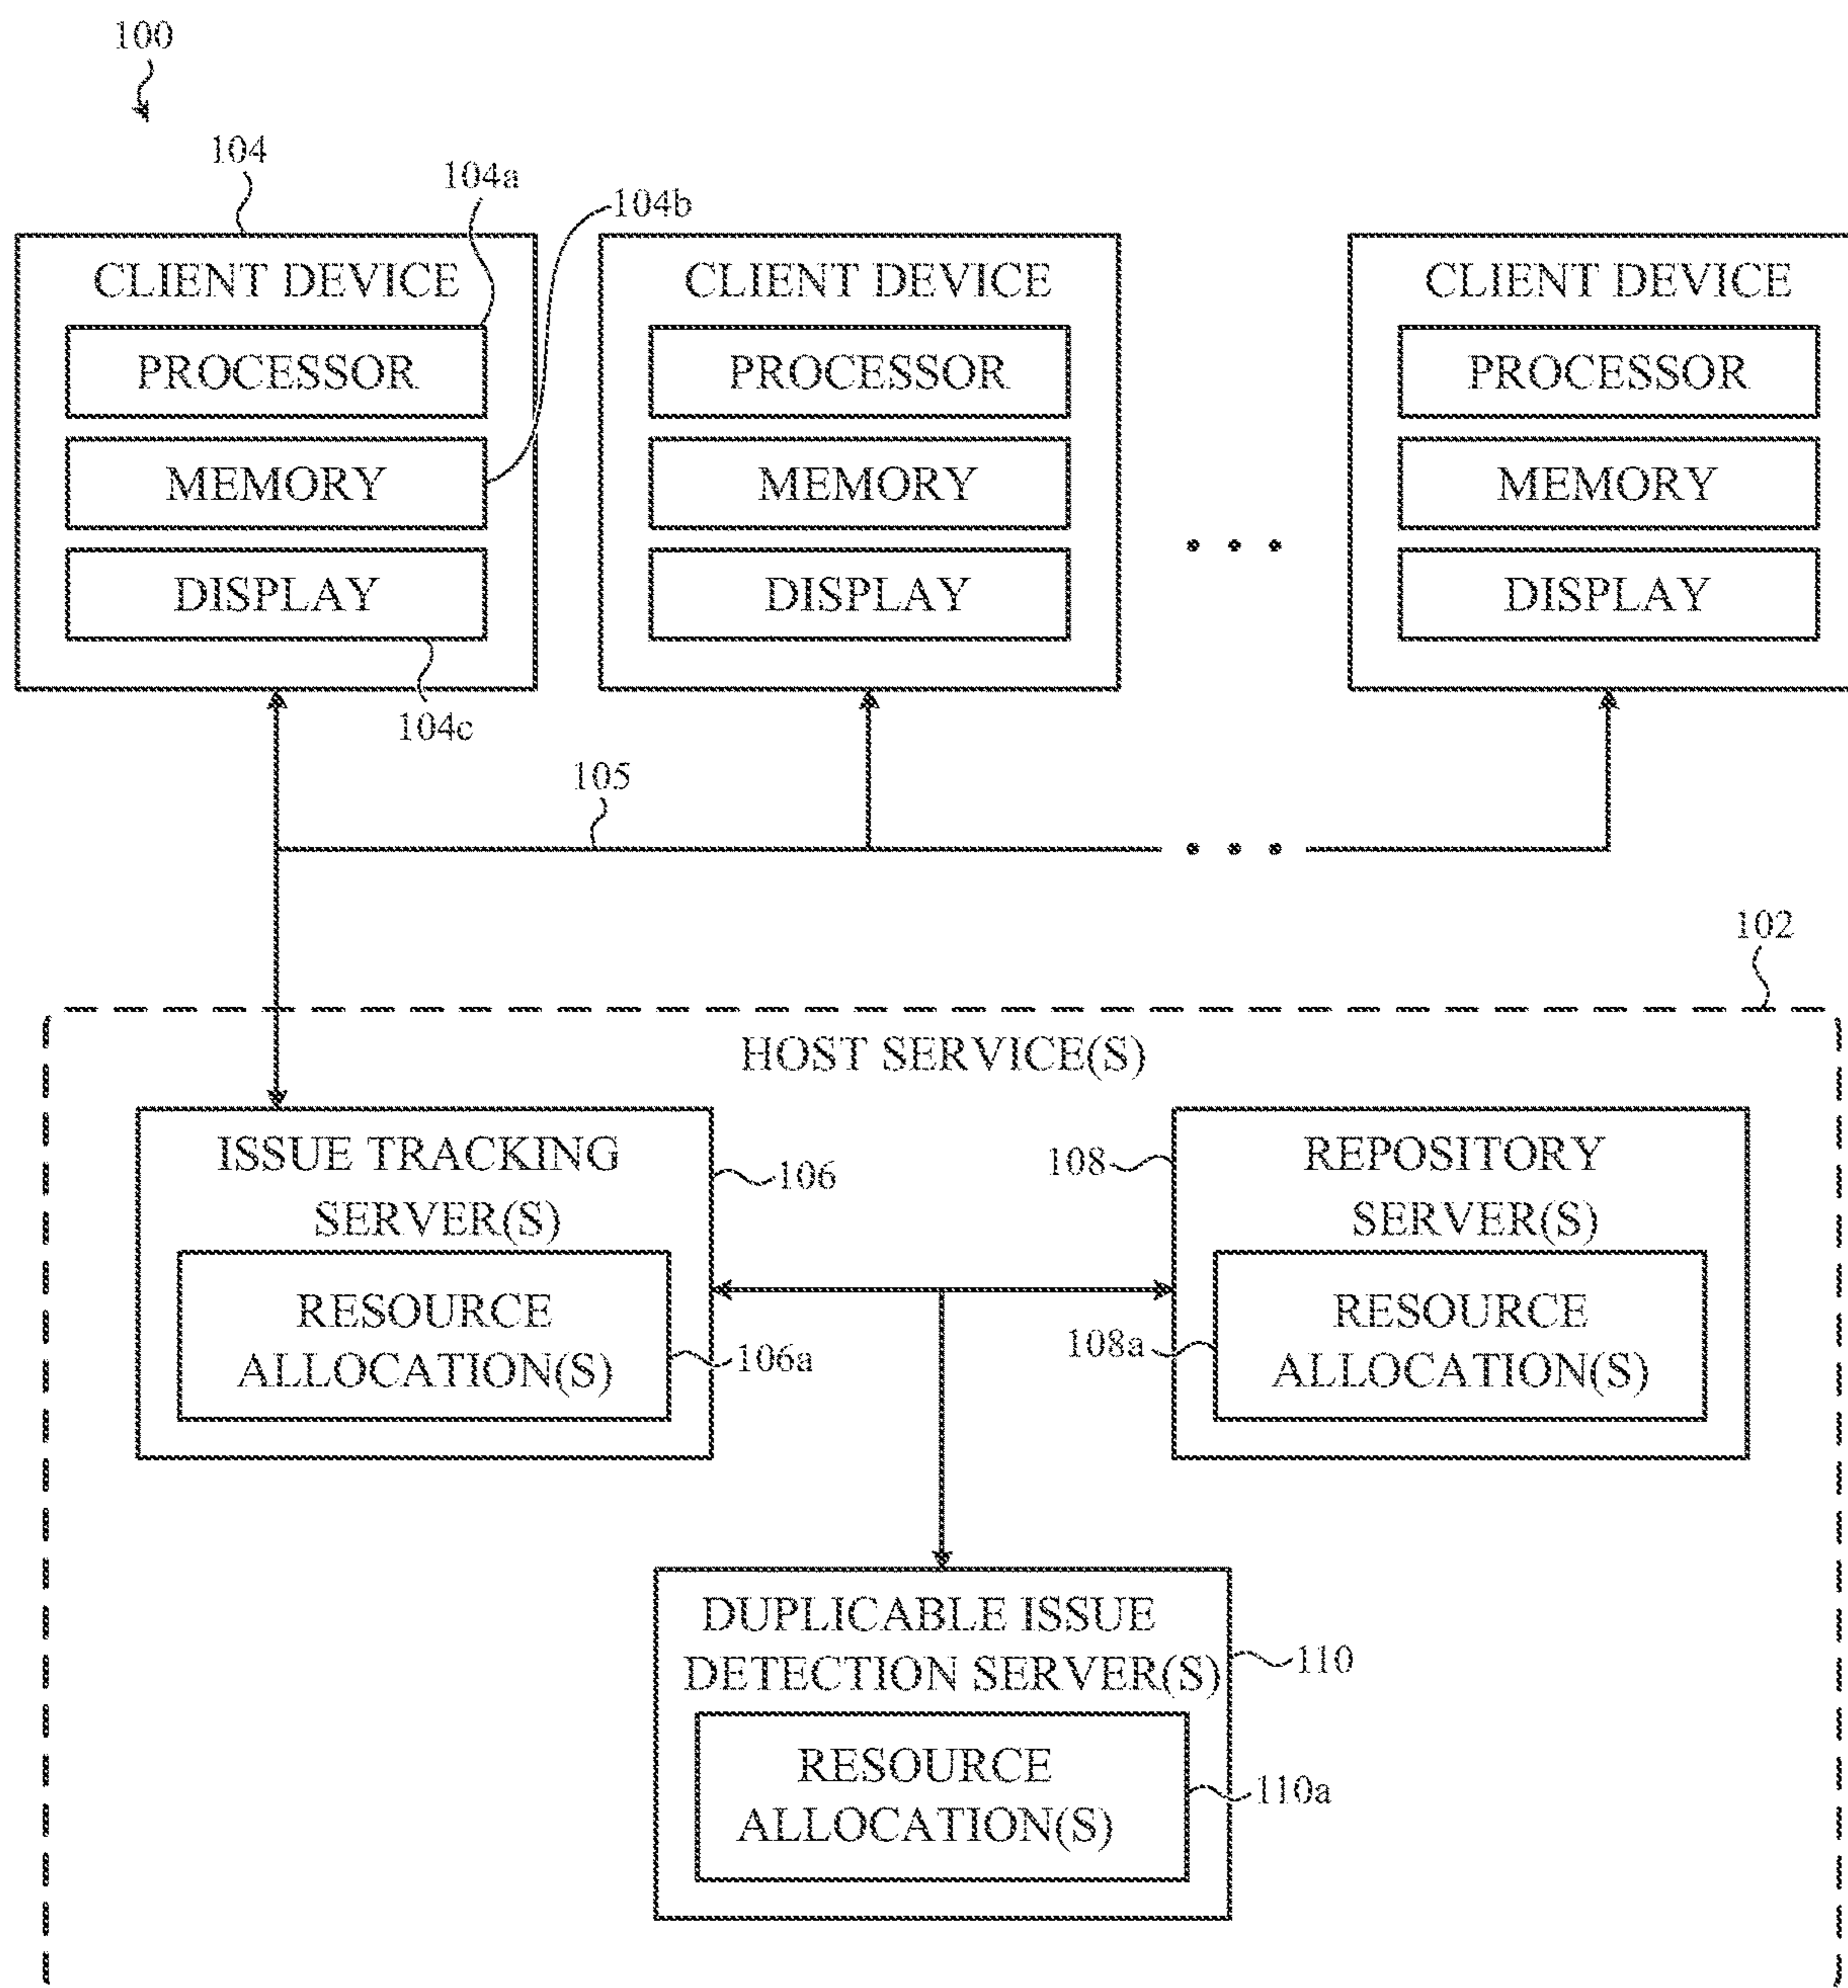 100
104
104a
104b
CLIENT DEVICE
PROCESSOR
MEMORY
DISPLAY
104c
CLIENT DEVICE
PROCESSOR
MEMORY
DISPLAY
• • •
CLIENT DEVICE
PROCESSOR
MEMORY
DISPLAY
105
• • •
102
HOST SERVICE(S)
ISSUE TRACKING
SERVER(S)
106
RESOURCE
ALLOCATION(S)
106a
108
REPOSITORY
SERVER(S)
108a
RESOURCE
ALLOCATION(S)
DUPLICABLE ISSUE
DETECTION SERVER(S)
110
RESOURCE
ALLOCATION(S)
110a